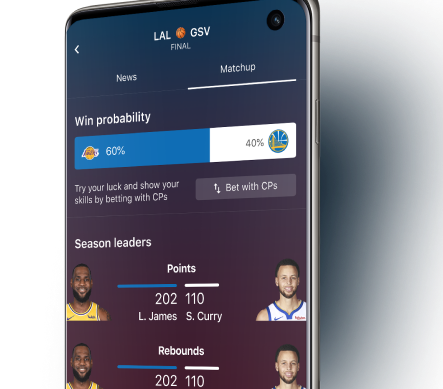 LAL GSV
FINAL
News
Matchup
Win probability
60%
40%
Try your luck and show your
skills by betting with CPs
Bet with CPs
Season leaders
Points
202 110
L. James S. Curry
Rebounds
202 110